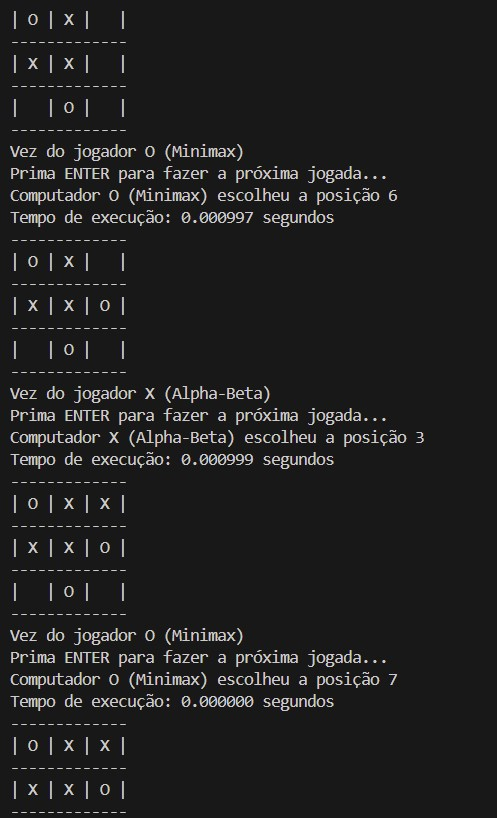 | O | X |   |
-------------
| X | X |   |
-------------
|   | O |   |
-------------
Vez do jogador O (Minimax)
Prima ENTER para fazer a próxima jogada...
Computador O (Minimax) escolheu a posição 6
Tempo de execução: 0.000997 segundos
-------------
| O | X |   |
-------------
| X | X | O |
-------------
|   | O |   |
-------------
Vez do jogador X (Alpha-Beta)
Prima ENTER para fazer a próxima jogada...
Computador X (Alpha-Beta) escolheu a posição 3
Tempo de execução: 0.000999 segundos
-------------
| O | X | X |
-------------
| X | X | O |
-------------
|   | O |   |
-------------
Vez do jogador O (Minimax)
Prima ENTER para fazer a próxima jogada...
Computador O (Minimax) escolheu a posição 7
Tempo de execução: 0.000000 segundos
-------------
| O | X | X |
-------------
| X | X | O |
-------------